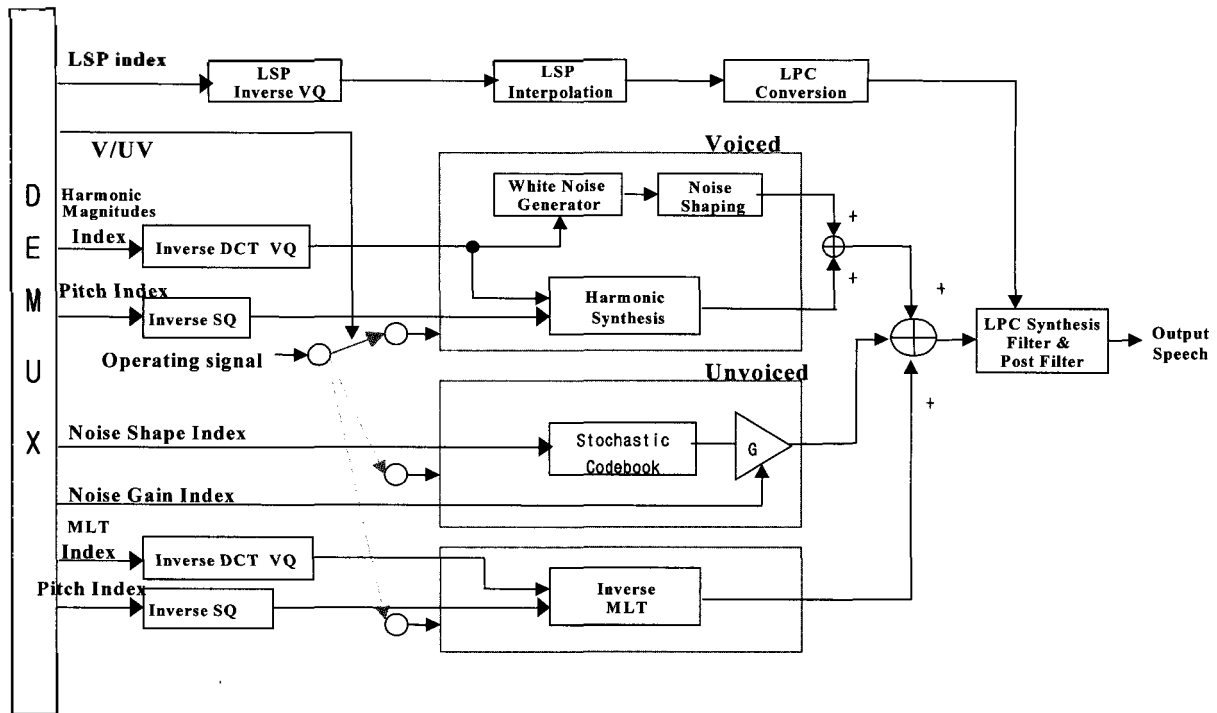 LSP index
LSP
Inverse VQ
LSP
Interpolation
LPC
Conversion
V/UV
Voiced
DEMUX
Harmonic
Magnitudes
Index
Inverse DCT VQ
White Noise
Generator
Noise
Shaping
+
+
Pitch Index
Inverse SQ
Harmonic
Synthesis
+
LPC Synthesis
Filter &
Post Filter
Output
Speech
Operating signal
Unvoiced
+
Noise Shape Index
Stochastic
Codebook
G
Noise Gain Index
MLT
Index
Inverse DCT VQ
Pitch Index
Inverse SQ
Inverse
MLT